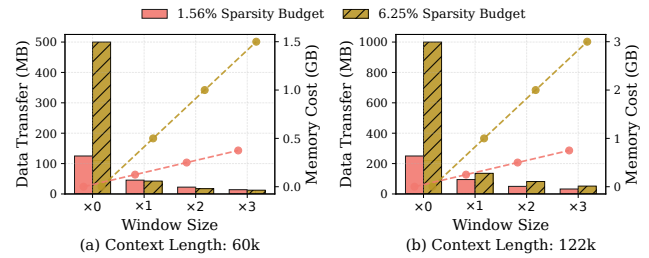 1.56% Sparsity Budget 6.25% Sparsity Budget
Data Transfer (MB)
500
400
300
200
100
0
1.5
1.0
0.5
0.0
Memory Cost (GB)
×0 ×1 ×2 ×3
Window Size
(a) Context Length: 60k
Data Transfer (MB)
1000
800
600
400
200
0
3
2
1
0
Memory Cost (GB)
×0 ×1 ×2 ×3
Window Size
(b) Context Length: 122k